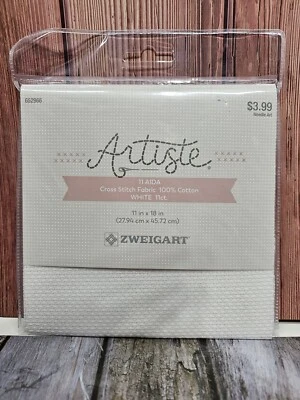 652966
$3.99
Needle Art
Artiste
11 AIDA
Cross Stitch Fabric 100% Cotton
WHITE 11ct.
11 in x 18 in
(27.94 cm x 45.72 cm)
ZWEIGART